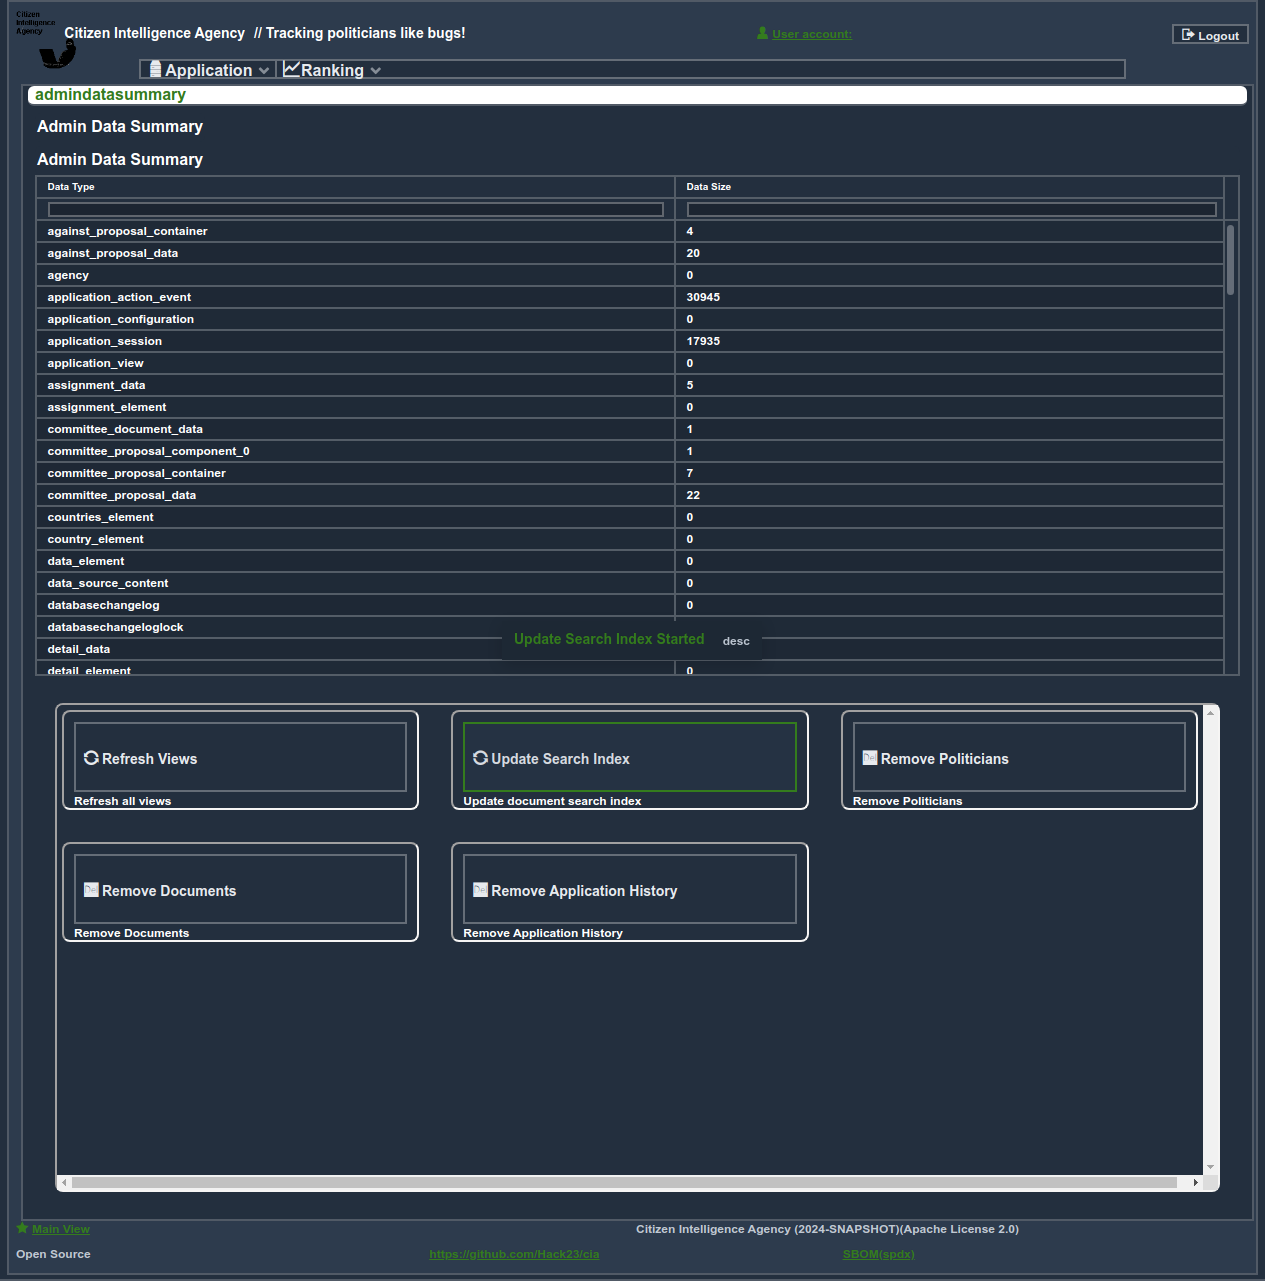 Citizen
Intelligence
Agency
Citizen Intelligence Agency // Tracking politicians like bugs!
User account:
Logout
Application
Ranking
admindatasummary
Admin Data Summary
Admin Data Summary
Data Type Data Size
against_proposal_container 4
against_proposal_data 20
agency 0
application_action_event 30945
application_configuration 0
application_session 17935
application_view 0
assignment_data 5
assignment_element 0
committee_document_data 1
committee_proposal_component_0 1
committee_proposal_container 7
committee_proposal_data 22
countries_element 0
country_element 0
data_element 0
data_source_content 0
databasechangelog 0
databasechangeloglock
Update Search Index Started desc
detail_data
detail_element 0
Refresh Views
Refresh all views
Update Search Index
Update document search index
Remove Politicians
Remove Politicians
Remove Documents
Remove Documents
Remove Application History
Remove Application History
Main View
Citizen Intelligence Agency (2024-SNAPSHOT)(Apache License 2.0)
Open Source
https://github.com/Hack23/cia
SBOM(spdx)